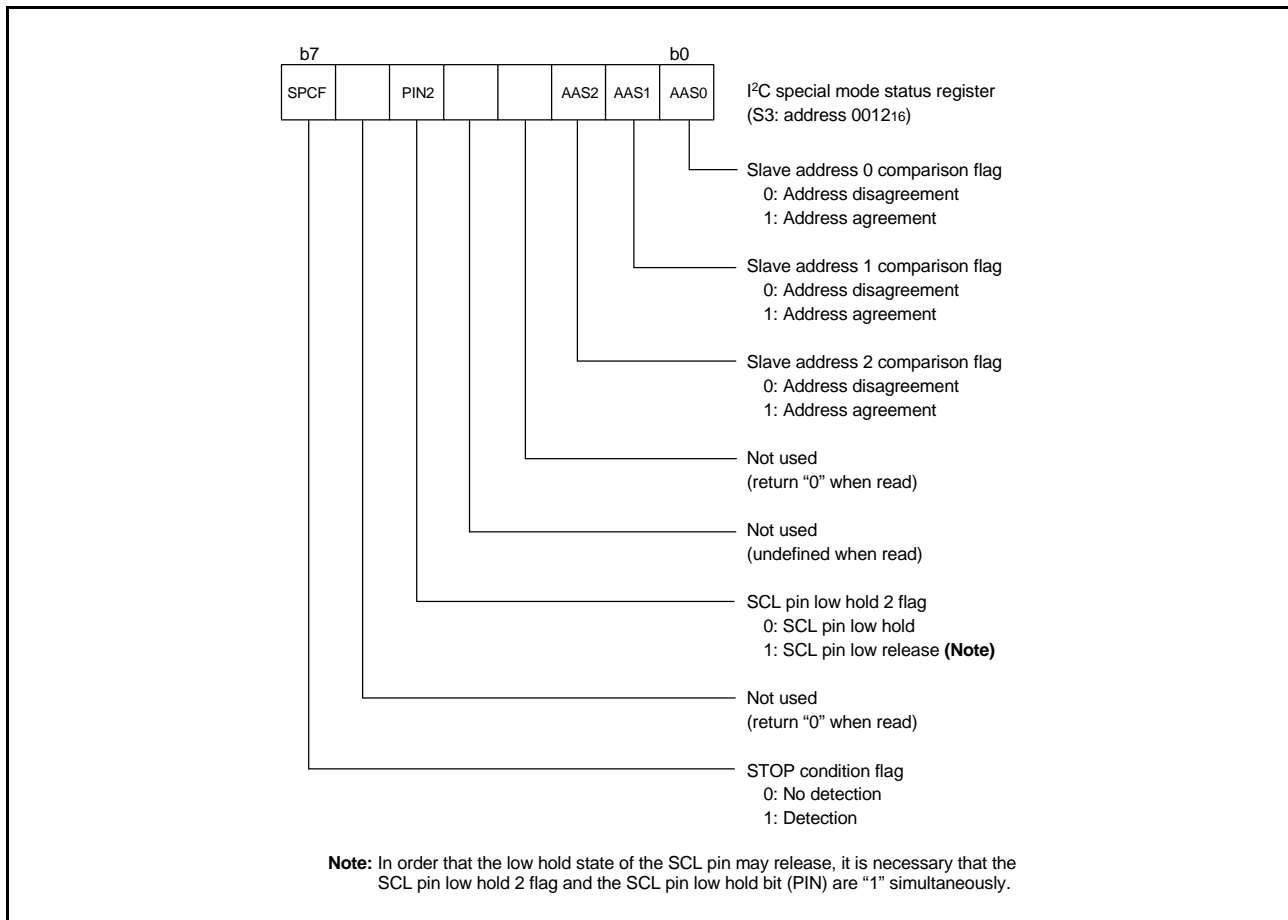 b7 b0
SPCF PIN2 AAS2 AAS1 AAS0
I²C special mode status register
(S3: address 0012₁₆)
Slave address 0 comparison flag
0: Address disagreement
1: Address agreement
Slave address 1 comparison flag
0: Address disagreement
1: Address agreement
Slave address 2 comparison flag
0: Address disagreement
1: Address agreement
Not used
(return “0” when read)
Not used
(undefined when read)
SCL pin low hold 2 flag
0: SCL pin low hold
1: SCL pin low release (Note)
Not used
(return “0” when read)
STOP condition flag
0: No detection
1: Detection
Note: In order that the low hold state of the SCL pin may release, it is necessary that the
SCL pin low hold 2 flag and the SCL pin low hold bit (PIN) are “1” simultaneously.